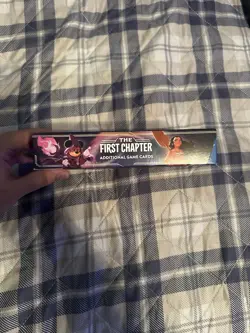 THE
FIRST CHAPTER
ADDITIONAL GAME CARDS